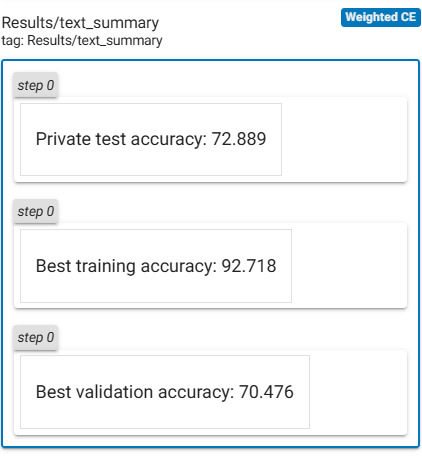 Results/text_summary
Weighted CE
tag: Results/text_summary
step 0
Private test accuracy: 72.889
step 0
Best training accuracy: 92.718
step 0
Best validation accuracy: 70.476